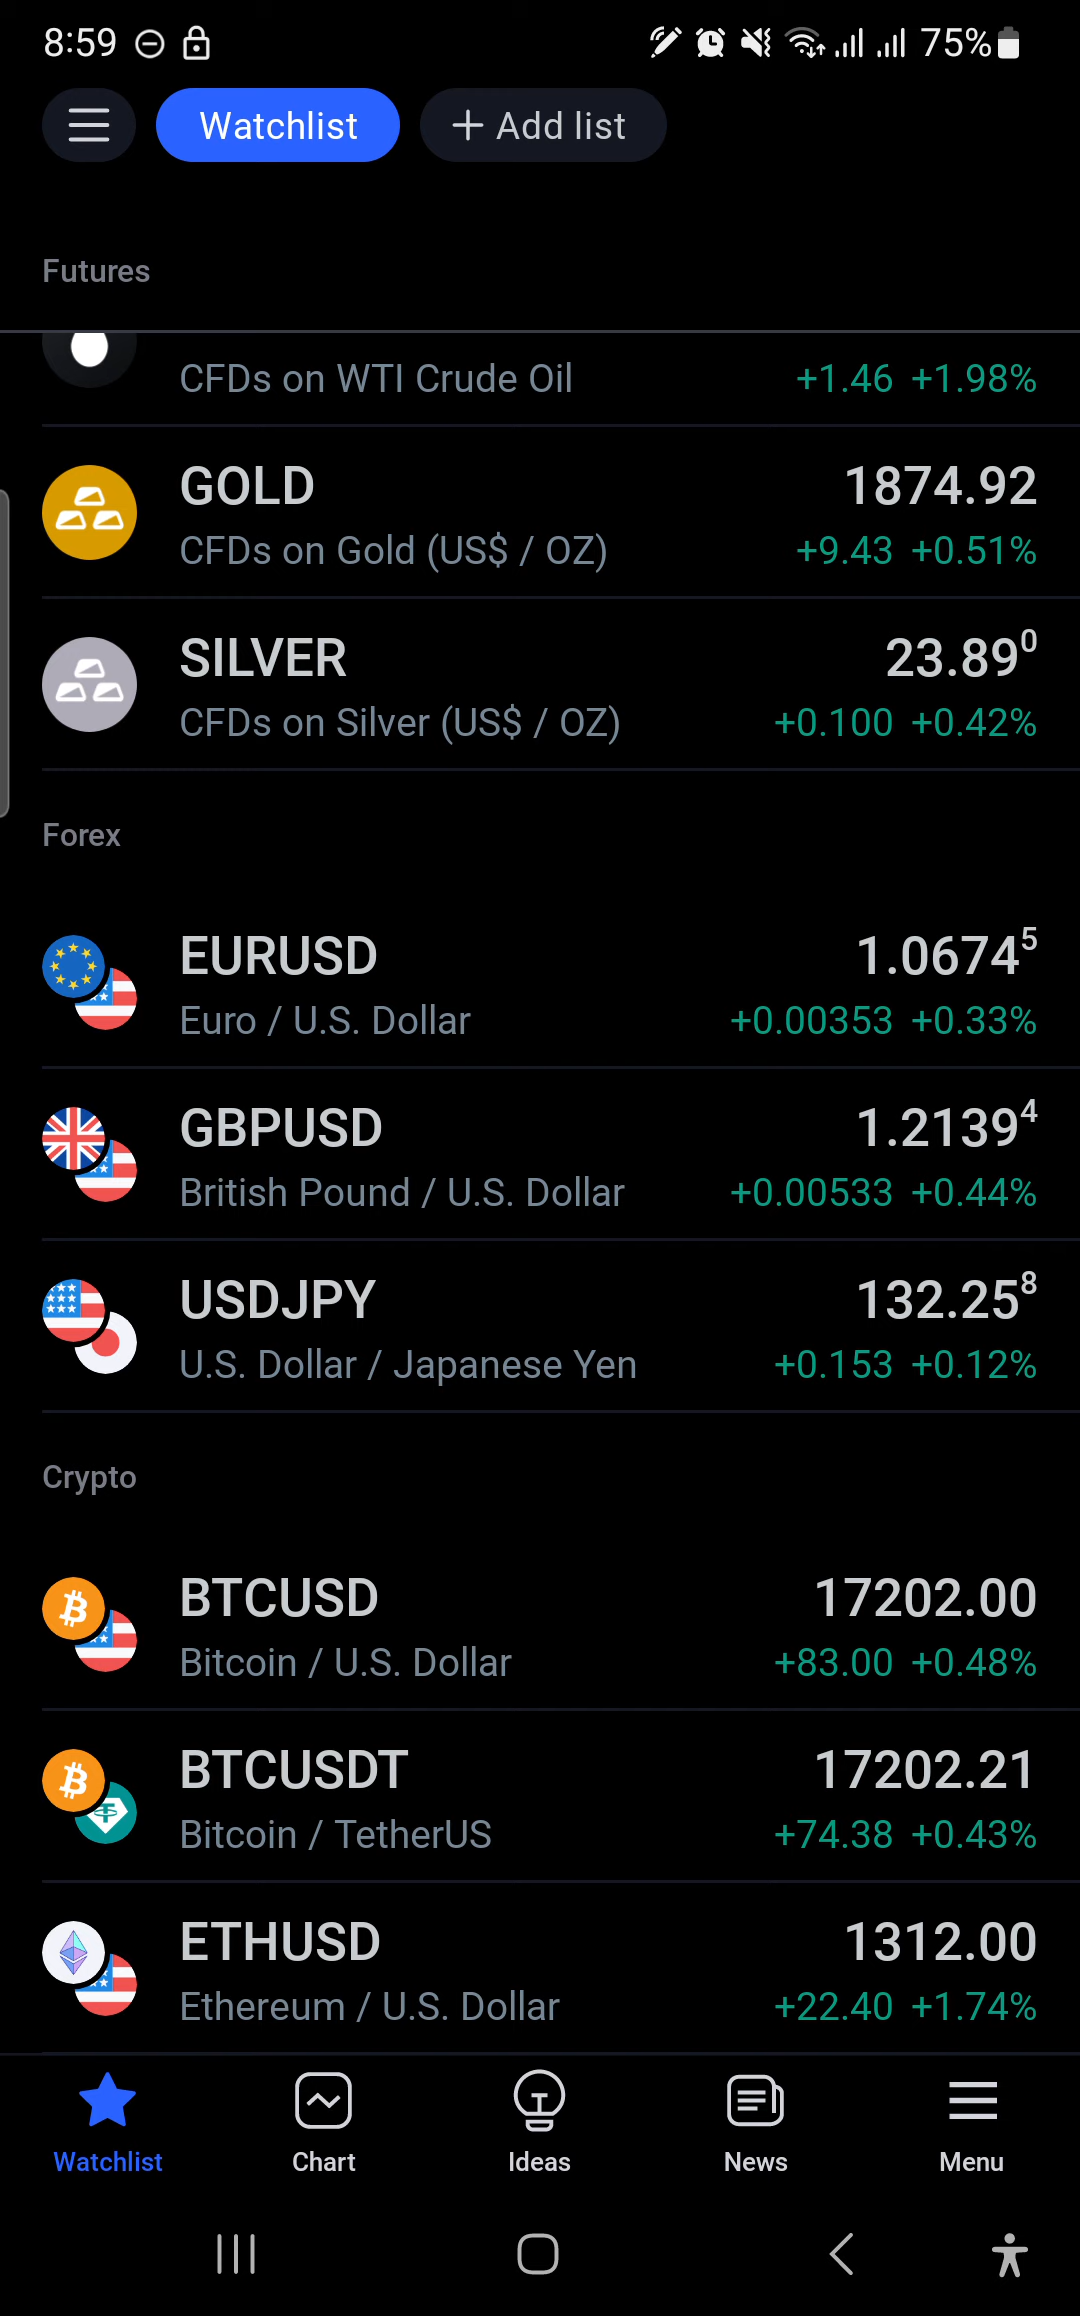 8:59 75%
Watchlist + Add list
Futures
CFDs on WTI Crude Oil +1.46 +1.98%
GOLD 1874.92
CFDs on Gold (US$ / OZ) +9.43 +0.51%
SILVER 23.890
CFDs on Silver (US$ / OZ) +0.100 +0.42%
Forex
EURUSD 1.06745
Euro / U.S. Dollar +0.00353 +0.33%
GBPUSD 1.21394
British Pound / U.S. Dollar +0.00533 +0.44%
USDJPY 132.258
U.S. Dollar / Japanese Yen +0.153 +0.12%
Crypto
BTCUSD 17202.00
Bitcoin / U.S. Dollar +83.00 +0.48%
BTCUSDT 17202.21
Bitcoin / TetherUS +74.38 +0.43%
ETHUSD 1312.00
Ethereum / U.S. Dollar +22.40 +1.74%
Watchlist Chart Ideas News Menu